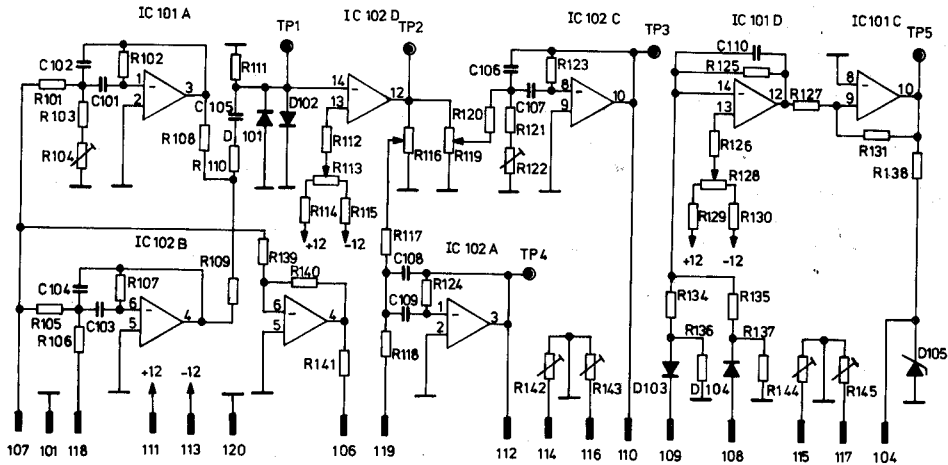 IC 101 A
IC 102 D
IC 102 C
IC 101 D
IC 101 C
TP1
TP2
TP3
TP5
C102
R102
R101
C101
1
2
3
R103
R104
R111
C105
D101
D102
R108
R110
14
13
12
R112
R113
R114
R115
+12
-12
R116
R119
R120
C106
R123
C107
8
9
10
R121
R122
C110
R125
14
13
12
R127
R126
R128
R129
R130
+12
-12
8
9
10
R131
R138
IC 102 B
C104
R107
R105
C103
R106
6
5
4
R109
R139
R140
6
5
4
R141
R117
IC 102 A
TP4
C108
R124
C109
1
2
3
R118
R142
R143
R134
R135
R136
R137
D103
D104
R144
R145
D105
+12
-12
107
101
118
111
113
120
106
119
112
114
116
110
109
108
115
117
104